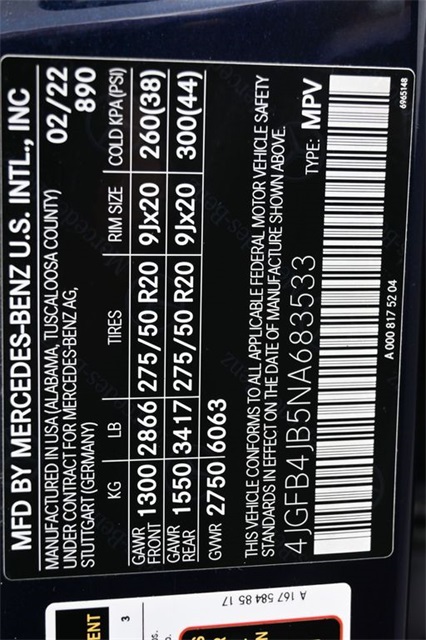 MFD BY MERCEDES-BENZ U.S. INTL., INC
MANUFACTURED IN USA (ALABAMA, TUSCALOOSA COUNTY)
UNDER CONTRACT FOR MERCEDES-BENZ AG,
STUTTGART (GERMANY)
02/22
890
KG LB TIRES RIM SIZE COLD KPA (PSI)
GAWR FRONT 1300 2866 275/50 R20 9Jx20 260(38)
GAWR REAR 1550 3417 275/50 R20 9Jx20 300(44)
GVWR 2750 6063
THIS VEHICLE CONFORMS TO ALL APPLICABLE FEDERAL MOTOR VEHICLE SAFETY
STANDARDS IN EFFECT ON THE DATE OF MANUFACTURE SHOWN ABOVE.
4JGFB4JB5NA683533 TYPE: MPV
A 000 817 52 04
6965148
A 167 584 85 17
3